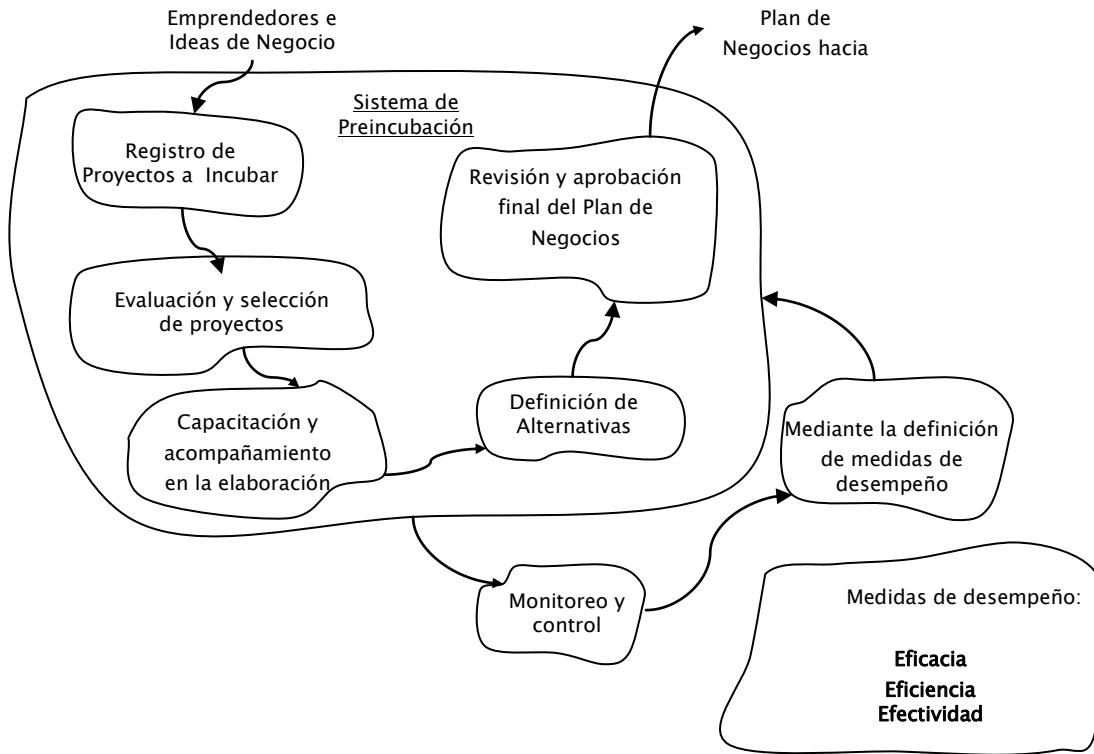 Emprendedores e
Ideas de Negocio
Plan de
Negocios hacia
Sistema de
Preincubación
Registro de
Proyectos a Incubar
Evaluación y selección
de proyectos
Capacitación y
acompañamiento
en la elaboración
Definición de
Alternativas
Revisión y aprobación
final del Plan de
Negocios
Monitoreo y
control
Mediante la definición
de medidas de
desempeño
Medidas de desempeño:
Eficacia
Eficiencia
Efectividad